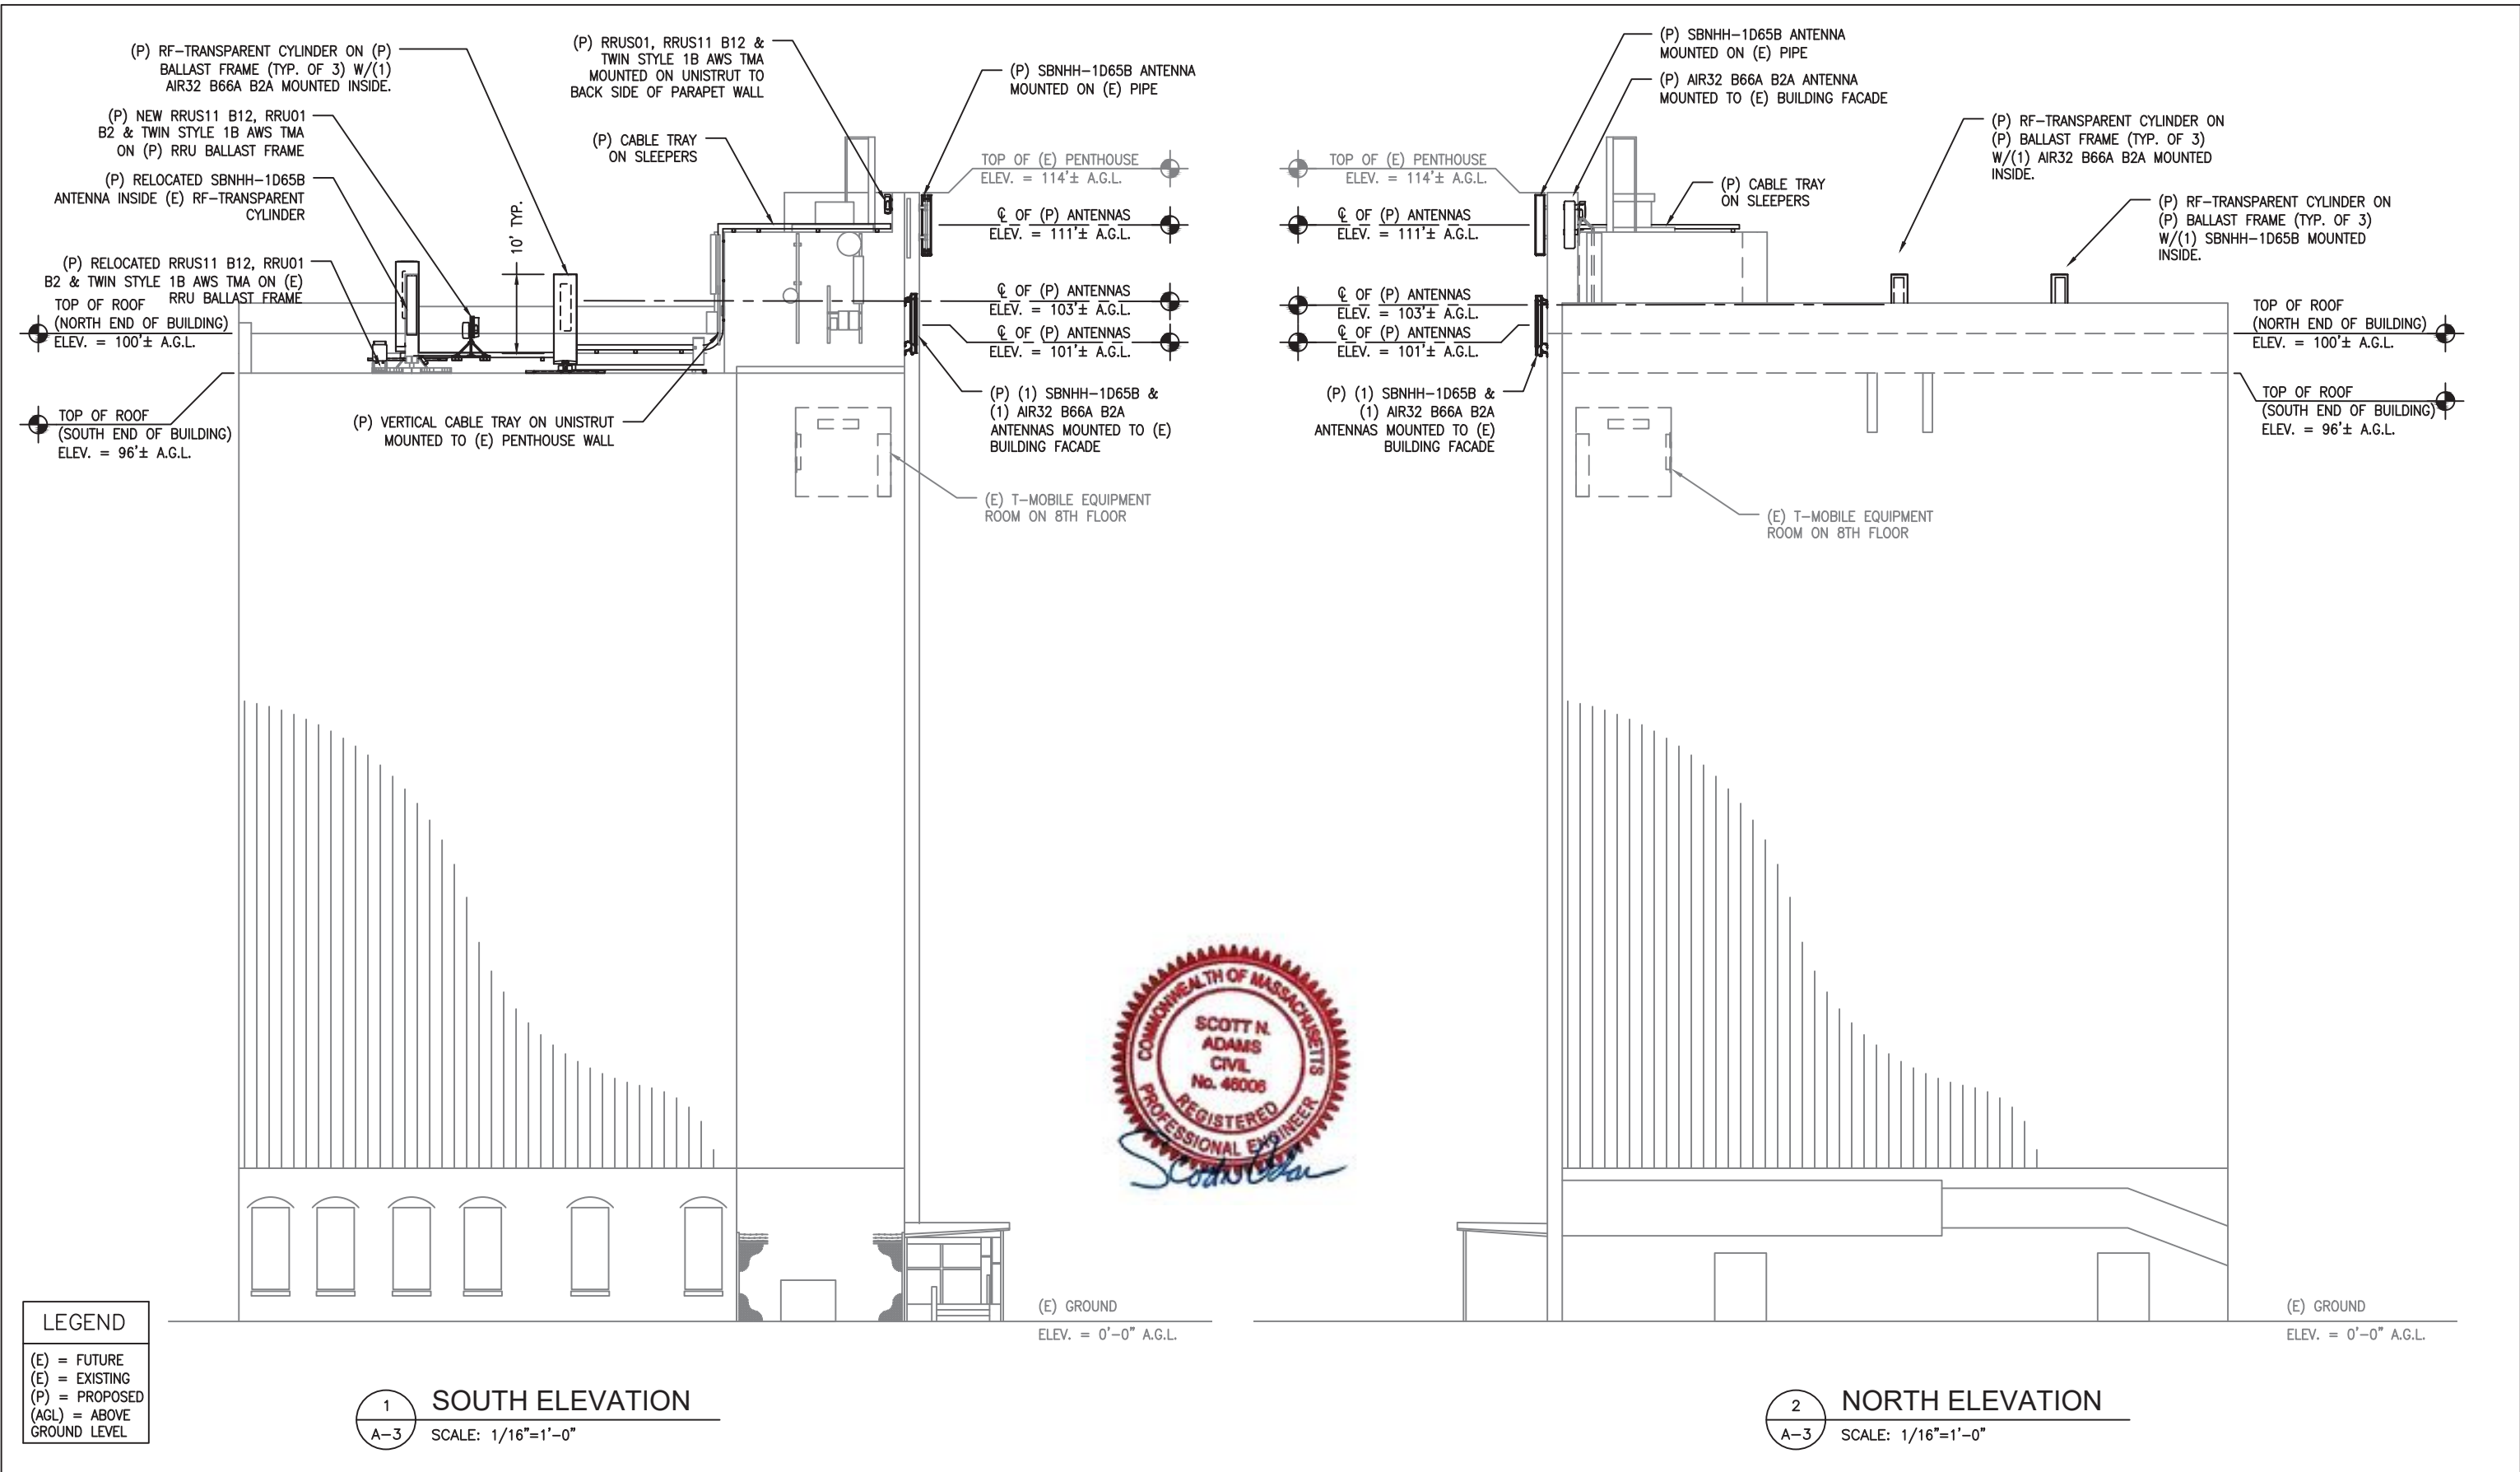 (P) RF-TRANSPARENT CYLINDER ON (P)
BALLAST FRAME (TYP. OF 3) W/(1)
AIR32 B66A B2A MOUNTED INSIDE.
(P) NEW RRUS11 B12, RRU01
B2 & TWIN STYLE 1B AWS TMA
ON (P) RRU BALLAST FRAME
(P) RELOCATED SBNHH-1D65B
ANTENNA INSIDE (E) RF-TRANSPARENT
CYLINDER
(P) RELOCATED RRUS11 B12, RRU01
B2 & TWIN STYLE 1B AWS TMA ON (E)
RRU BALLAST FRAME
TOP OF ROOF
(NORTH END OF BUILDING)
ELEV. = 100'± A.G.L.
TOP OF ROOF
(SOUTH END OF BUILDING)
ELEV. = 96'± A.G.L.
(P) RRUS01, RRUS11 B12 &
TWIN STYLE 1B AWS TMA
MOUNTED ON UNISTRUT TO
BACK SIDE OF PARAPET WALL
(P) CABLE TRAY
ON SLEEPERS
10' TYP.
(P) VERTICAL CABLE TRAY ON UNISTRUT
MOUNTED TO (E) PENTHOUSE WALL
(P) SBNHH-1D65B ANTENNA
MOUNTED ON (E) PIPE
TOP OF (E) PENTHOUSE
ELEV. = 114'± A.G.L.
℄ OF (P) ANTENNAS
ELEV. = 111'± A.G.L.
℄ OF (P) ANTENNAS
ELEV. = 103'± A.G.L.
℄ OF (P) ANTENNAS
ELEV. = 101'± A.G.L.
(P) (1) SBNHH-1D65B &
(1) AIR32 B66A B2A
ANTENNAS MOUNTED TO (E)
BUILDING FACADE
(E) T-MOBILE EQUIPMENT
ROOM ON 8TH FLOOR
(E) GROUND
ELEV. = 0'-0" A.G.L.
LEGEND
(E) = FUTURE
(E) = EXISTING
(P) = PROPOSED
(AGL) = ABOVE
GROUND LEVEL
1
A-3
SOUTH ELEVATION
SCALE: 1/16"=1'-0"
COMMONWEALTH OF MASSACHUSETTS
SCOTT N.
ADAMS
CIVIL
No. 46006
REGISTERED
PROFESSIONAL ENGINEER
(P) SBNHH-1D65B ANTENNA
MOUNTED ON (E) PIPE
(P) AIR32 B66A B2A ANTENNA
MOUNTED TO (E) BUILDING FACADE
TOP OF (E) PENTHOUSE
ELEV. = 114'± A.G.L.
℄ OF (P) ANTENNAS
ELEV. = 111'± A.G.L.
℄ OF (P) ANTENNAS
ELEV. = 103'± A.G.L.
℄ OF (P) ANTENNAS
ELEV. = 101'± A.G.L.
(P) (1) SBNHH-1D65B &
(1) AIR32 B66A B2A
ANTENNAS MOUNTED TO (E)
BUILDING FACADE
(P) CABLE TRAY
ON SLEEPERS
(P) RF-TRANSPARENT CYLINDER ON
(P) BALLAST FRAME (TYP. OF 3)
W/(1) AIR32 B66A B2A MOUNTED
INSIDE.
(P) RF-TRANSPARENT CYLINDER ON
(P) BALLAST FRAME (TYP. OF 3)
W/(1) SBNHH-1D65B MOUNTED
INSIDE.
TOP OF ROOF
(NORTH END OF BUILDING)
ELEV. = 100'± A.G.L.
TOP OF ROOF
(SOUTH END OF BUILDING)
ELEV. = 96'± A.G.L.
(E) T-MOBILE EQUIPMENT
ROOM ON 8TH FLOOR
(E) GROUND
ELEV. = 0'-0" A.G.L.
2
A-3
NORTH ELEVATION
SCALE: 1/16"=1'-0"